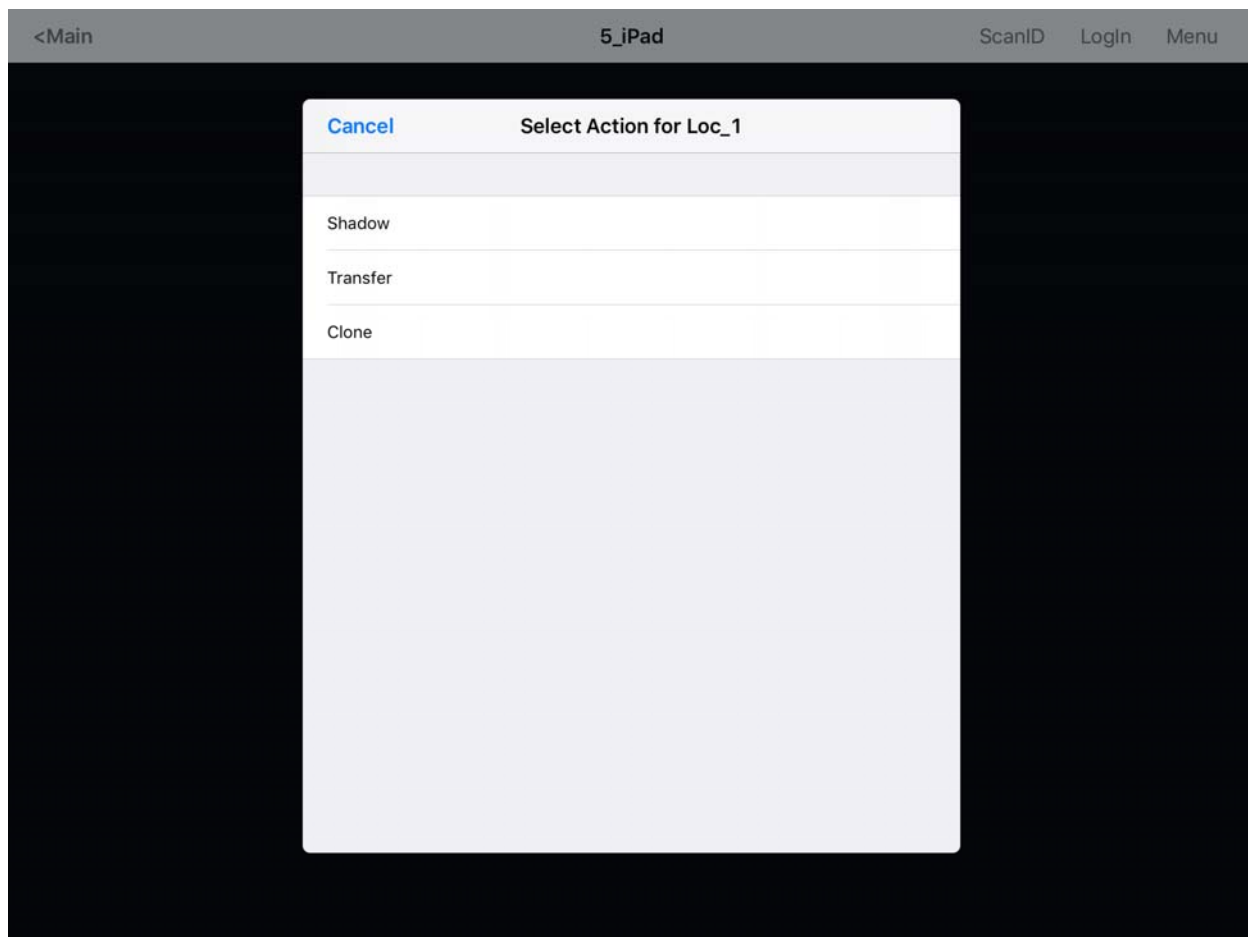 <Main 5_iPad ScanID LogIn Menu
Cancel Select Action for Loc_1
Shadow
Transfer
Clone